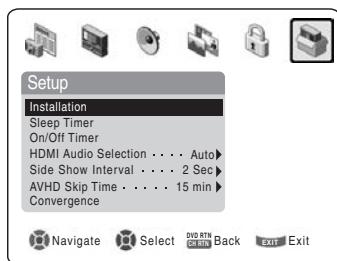 Setup
Installation
Sleep Timer
On/Off Timer
HDMI Audio Selection · · · · Auto
Side Show Interval · · · · 2 Sec
AVHD Skip Time · · · · · 15 min
Convergence
Navigate Select DVD RTN CH RTN Back EXIT Exit